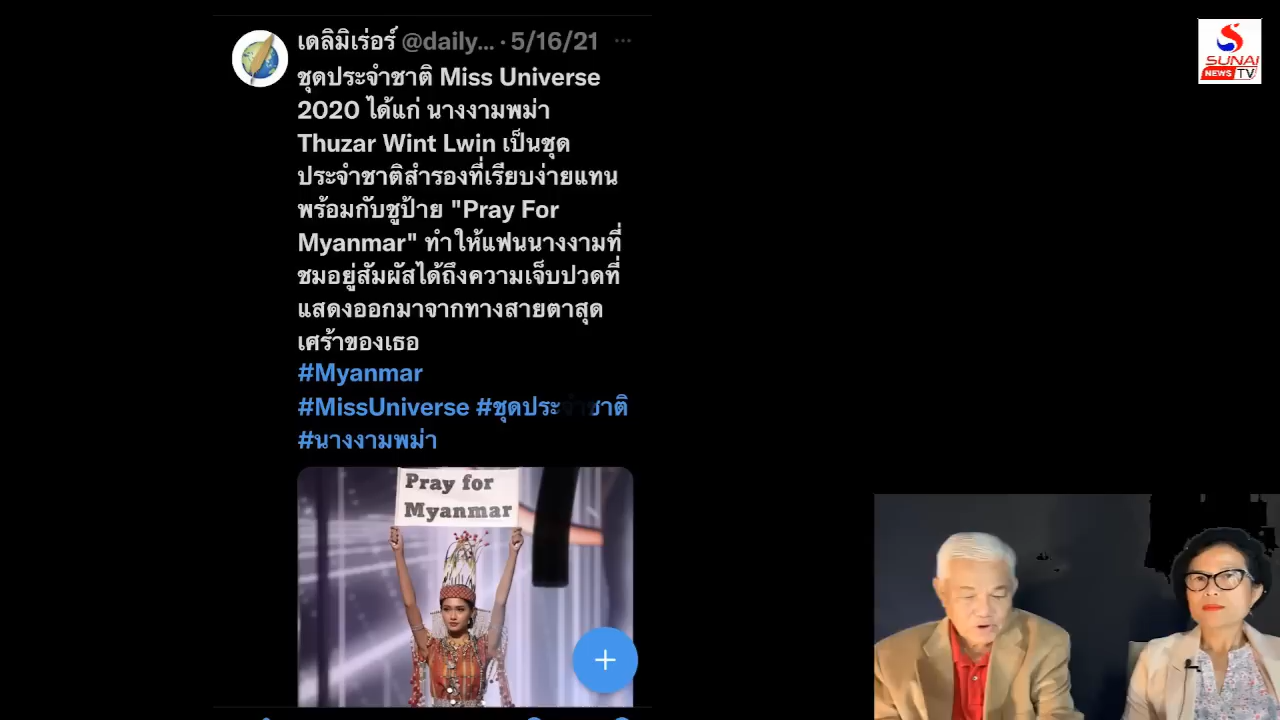 เดลิมิเร่อร์ @daily... · 5/16/21 ···
ชุดประจำชาติ Miss Universe
2020 ได้แก่ นางงามพม่า
Thuzar Wint Lwin เป็นชุด
ประจำชาติสำรองที่เรียบง่ายแทน
พร้อมกับชูป้าย "Pray For
Myanmar" ทำให้แฟนนางงามที่
ชมอยู่สัมผัสได้ถึงความเจ็บปวดที่
แสดงออกมาจากทางสายตาสุด
เศร้าของเธอ
#Myanmar
#MissUniverse #ชุดประจำชาติ
#นางงามพม่า
Pray for
Myanmar
SUNAI
NEWS TV